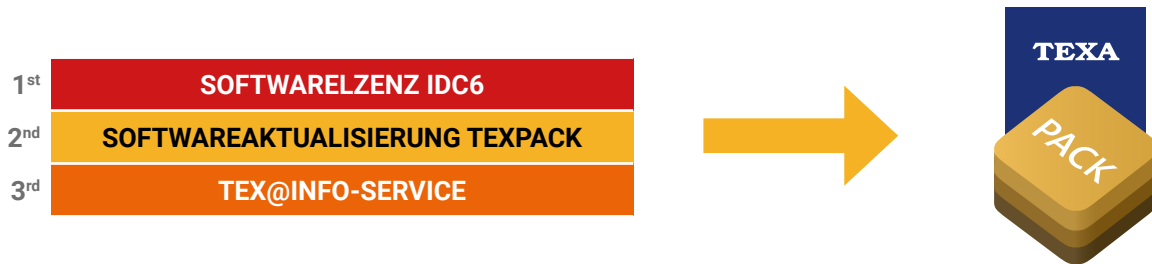 1st SOFTWARELZENZ IDC6
2nd SOFTWAREAKTUALISIERUNG TEXPACK
3rd TEX@INFO-SERVICE
TEXA
PACK